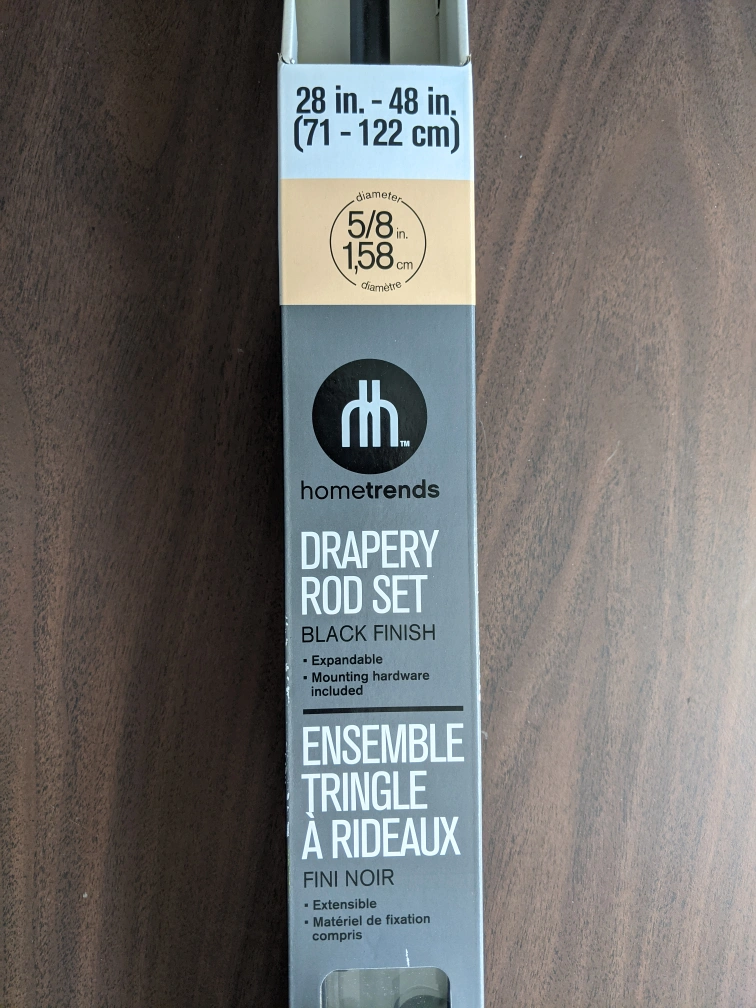 28 in. - 48 in.
(71 - 122 cm)
diameter
5/8 in.
1,58 cm
diamètre
TM
hometrends
DRAPERY
ROD SET
BLACK FINISH
▪ Expandable
▪ Mounting hardware
included
ENSEMBLE
TRINGLE
À RIDEAUX
FINI NOIR
▪ Extensible
▪ Matériel de fixation
compris